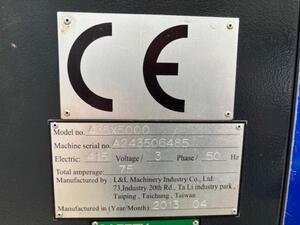 CE
Model no. 
Machine serial no. A243506485
Electric: 415 Voltage / 3 Phase / 50 Hz
Total amperage: 75
Manufactured by : L&L Machinery Industry Co., Ltd.
73,Industry 20th Rd., Ta Li industry park,
Taiping , Taichung , Taiwan
Manufactured in (Year/Month): 2013 04